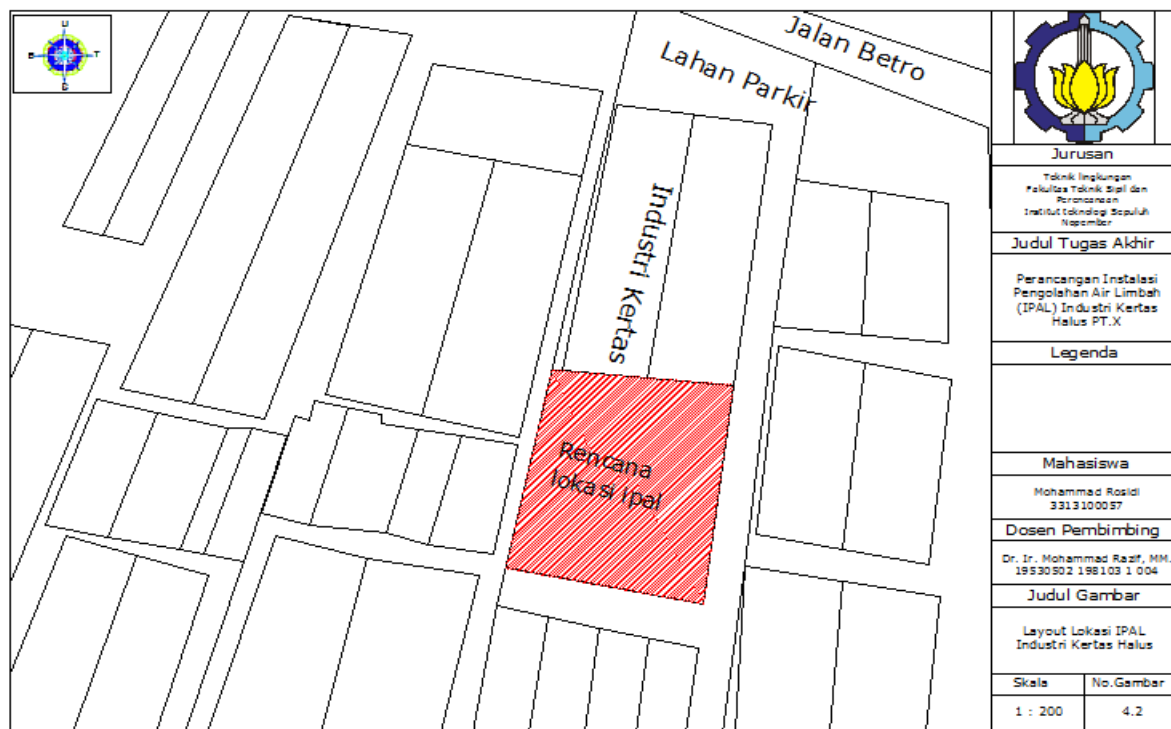 U
B
T
S
Jalan Betro
Lahan Parkir
Industri Kertas
Rencana
lokasi ipal
Jurusan
Teknik lingkungan
Fakultas Teknik Sipil dan
Perencanaan
Institut teknologi Sepuluh
Nopember
Judul Tugas Akhir
Perancangan Instalasi
Pengolahan Air Limbah
(IPAL) Industri Kertas
Halus PT.X
Legenda
Mahasiswa
Mohammad Rosidi
3313100057
Dosen Pembimbing
Dr. Ir. Mohammad Razif, MM.
19530502 198103 1 004
Judul Gambar
Layout Lokasi IPAL
Industri Kertas Halus
Skala
No.Gambar
1 : 200
4.2